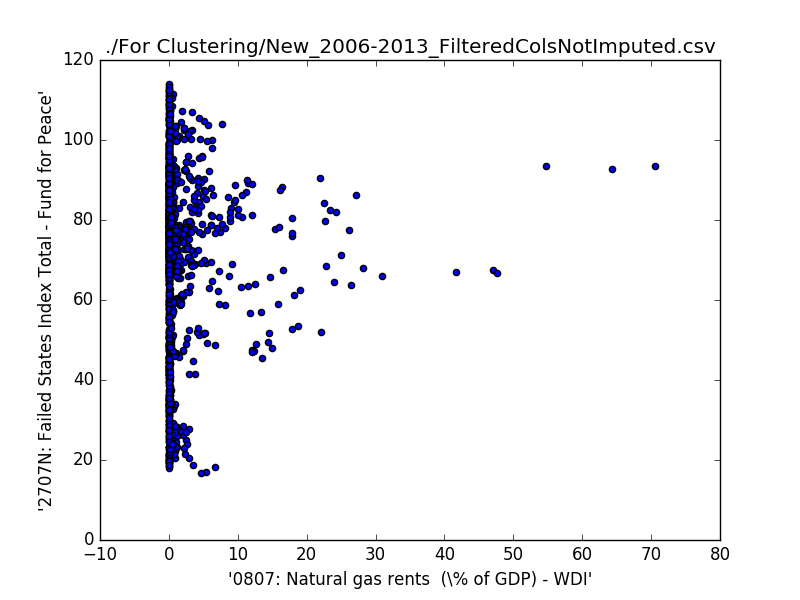 ./For Clustering/New_2006-2013_FilteredColsNotImputed.csv
120
100
80
60
40
20
0
'2707N: Failed States Index Total - Fund for Peace'
−10 0 10 20 30 40 50 60 70 80
'0807: Natural gas rents  (\% of GDP) - WDI'